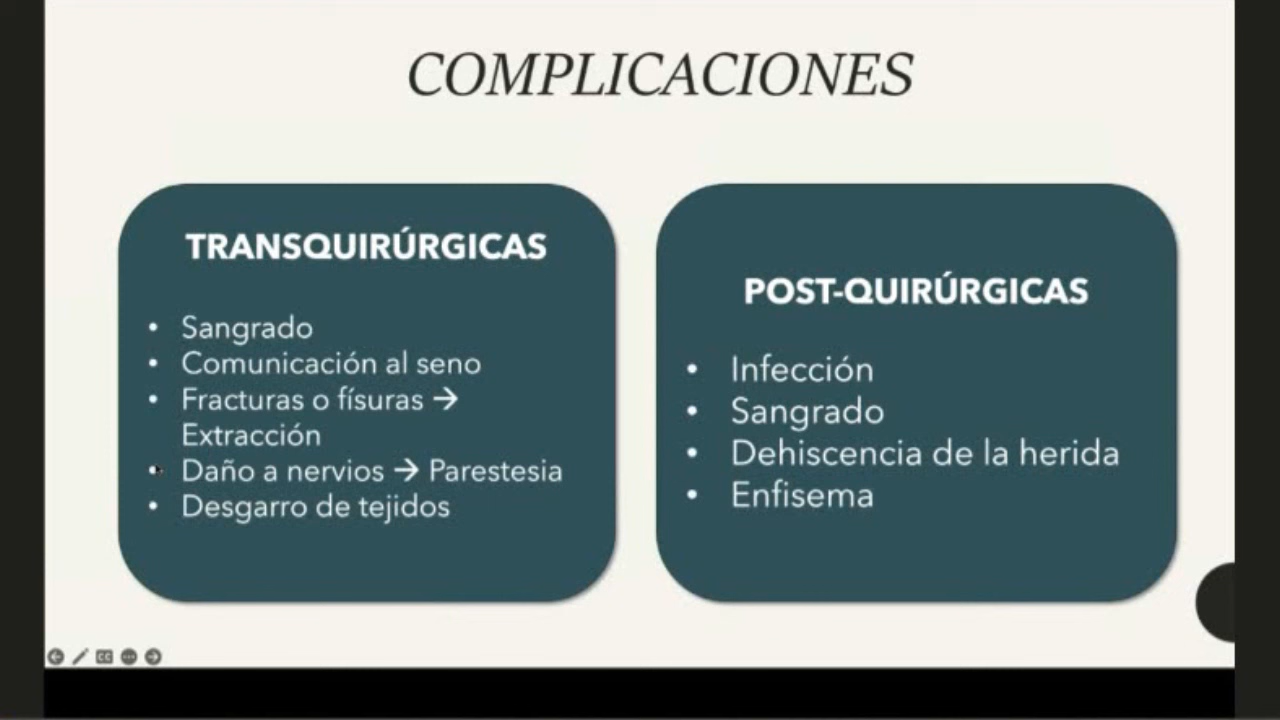 COMPLICACIONES
TRANSQUIRÚRGICAS
• Sangrado
• Comunicación al seno
• Fracturas o físuras →
Extracción
• Daño a nervios → Parestesia
• Desgarro de tejidos
POST-QUIRÚRGICAS
• Infección
• Sangrado
• Dehiscencia de la herida
• Enfisema